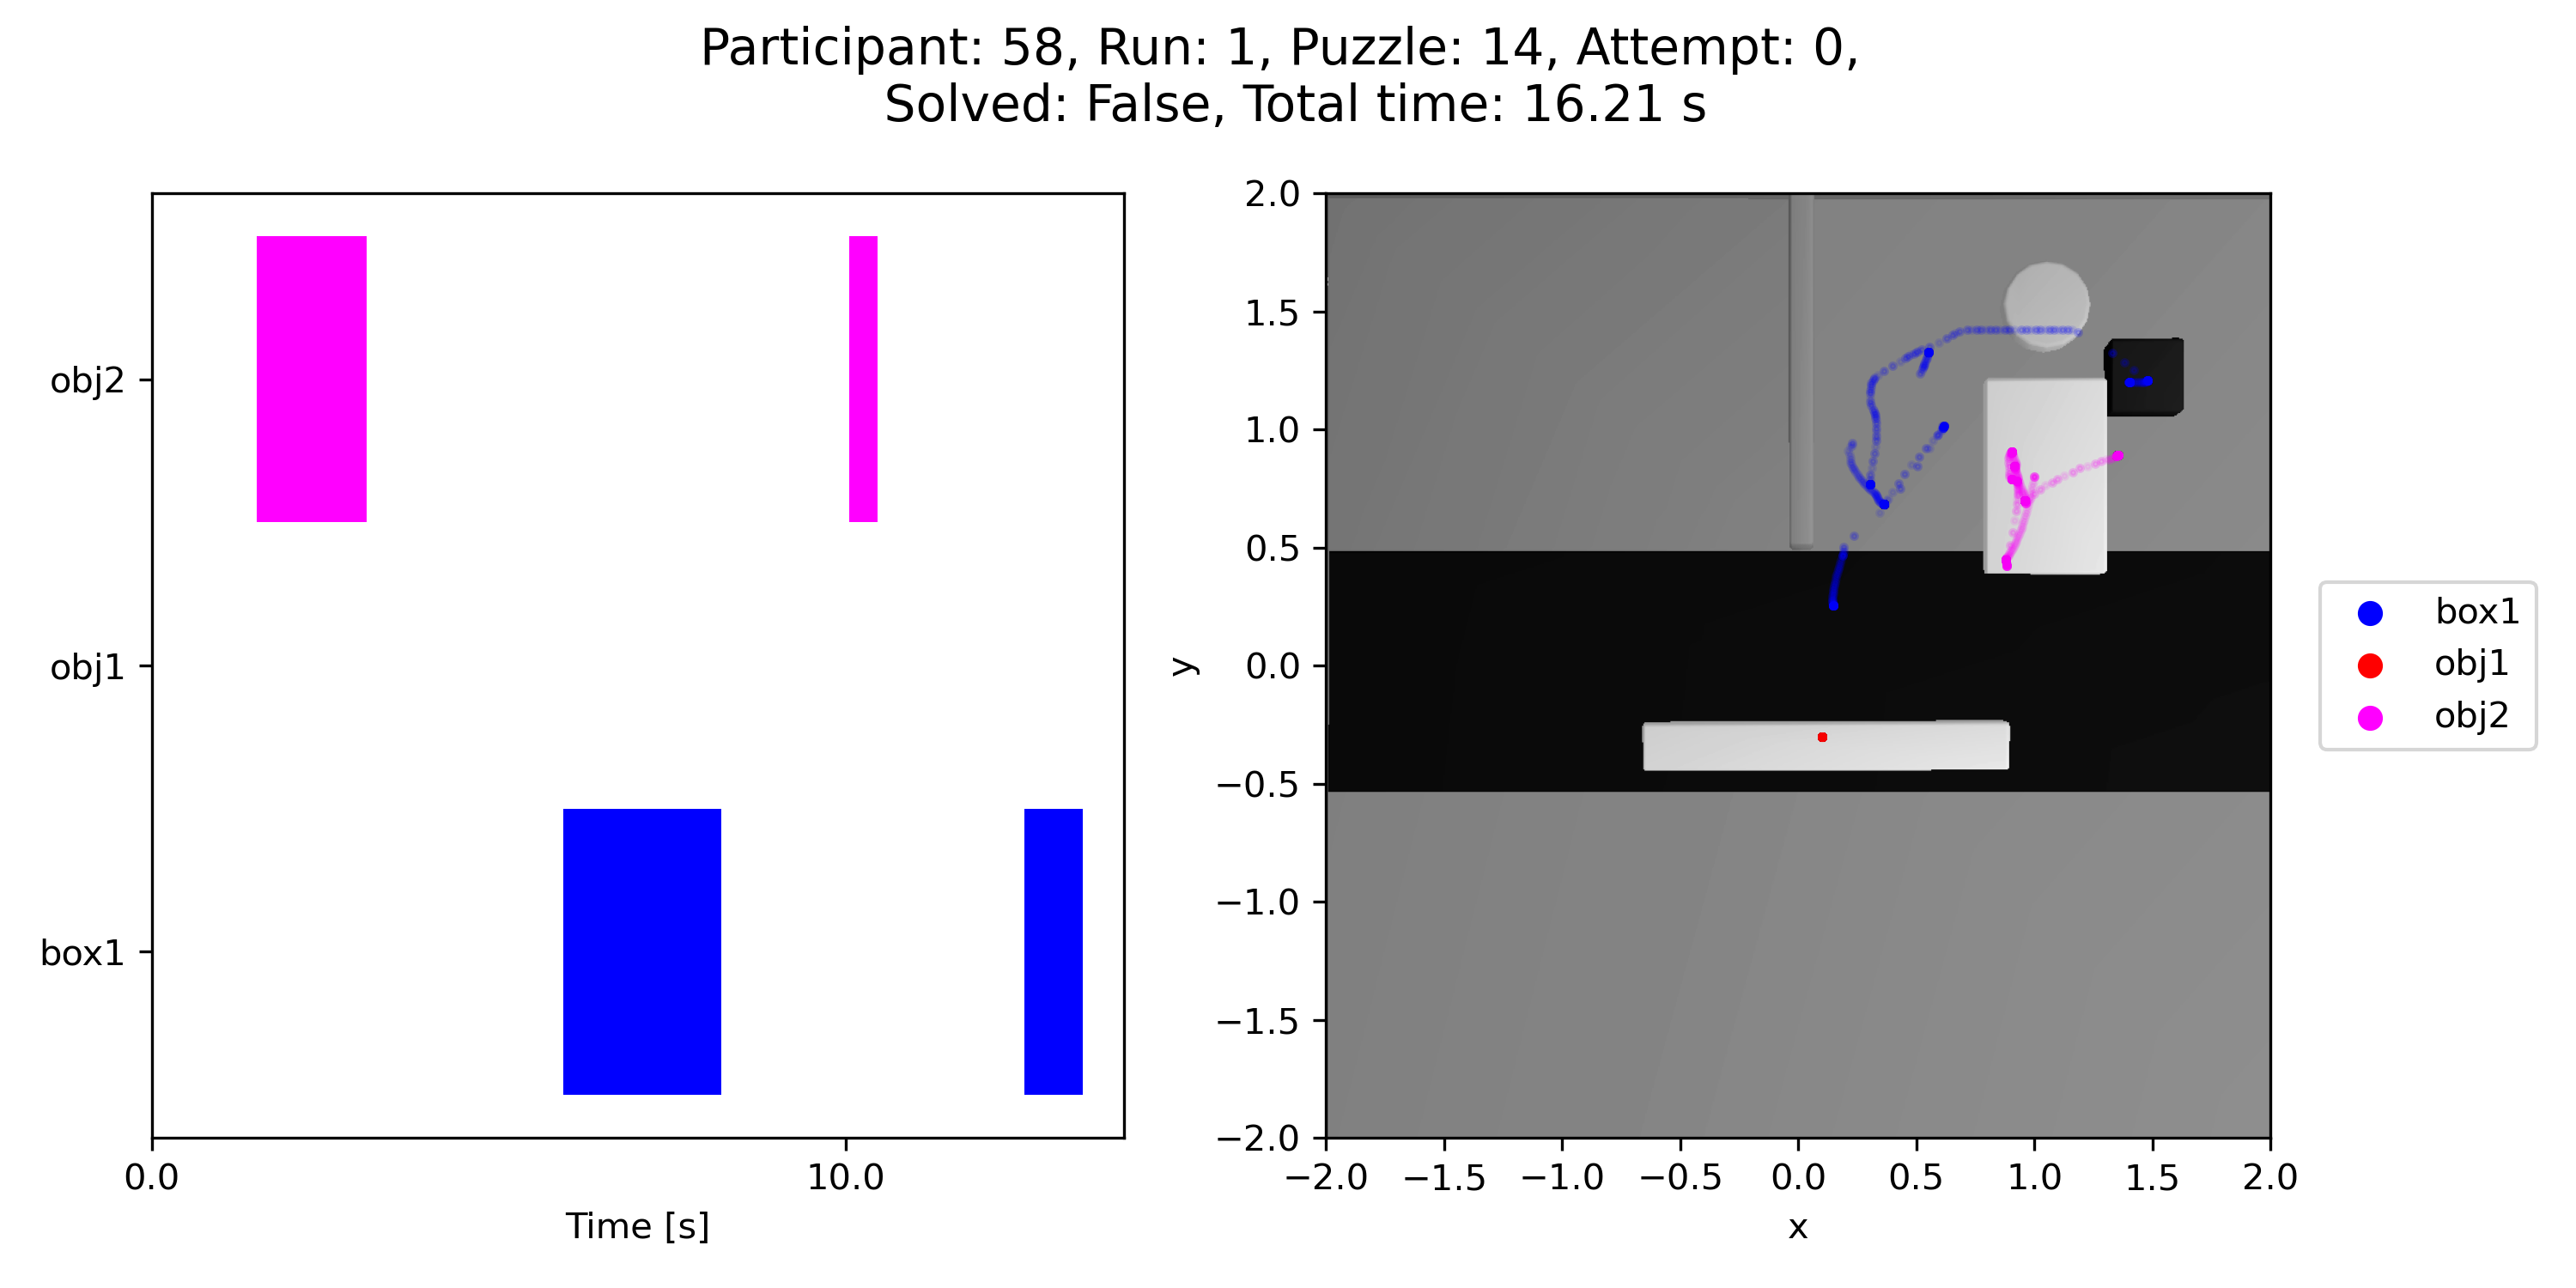 Participant: 58, Run: 1, Puzzle: 14, Attempt: 0,
Solved: False, Total time: 16.21 s
obj2
obj1
box1
0.0
10.0
Time [s]
2.0
1.5
1.0
0.5
0.0
−0.5
−1.0
−1.5
−2.0
y
−2.0
−1.5
−1.0
−0.5
0.0
0.5
1.0
1.5
2.0
x
box1
obj1
obj2